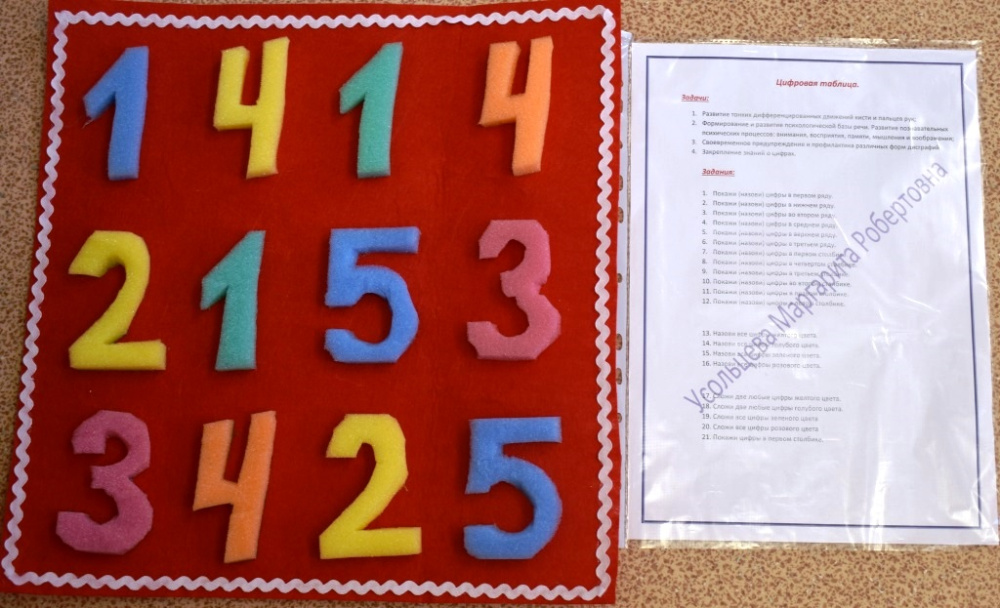 1 4 1 4
2 1 5 3
3 4 2 5
Цифровая таблица.
Задачи:
1. Развитие тонких дифференцированных движений кисти и пальцев рук;
2. Формирование и развитие психологической базы речи. Развитие познавательных
психических процессов: внимания, восприятия, памяти, мышления и воображения;
3. Своевременное предупреждение и профилактика различных форм дисграфий
4. Закрепление знаний о цифрах.
Задания:
1. Покажи (назови) цифры в первом ряду.
2. Покажи (назови) цифры в нижнем ряду.
3. Покажи (назови) цифры во втором ряду.
4. Покажи (назови) цифры в среднем ряду.
5. Покажи (назови) цифры в верхнем ряду.
6. Покажи (назови) цифры в третьем ряду.
7. Покажи (назови) цифры в первом столбике.
8. Покажи (назови) цифры в четвертом столбике.
9. Покажи (назови) цифры в третьем
10. Покажи (назови) цифры во втором столбике.
11. Покажи (назови) цифры в столбике.
12. Покажи (назови) цифры в столбике.
13. Назови все цифры желтого цвета.
14. Назови все цифры голубого цвета.
15. Назови все цифры зеленого цвета.
16. Назови все цифры розового цвета.
17. Сложи две любые цифры желтого цвета.
18. Сложи две любые цифры голубого цвета.
19. Сложи все цифры зеленого цвета
20. Сложи все цифры розового цвета
21. Покажи цифры в первом столбике.
Усольцева Маргарита Робертовна